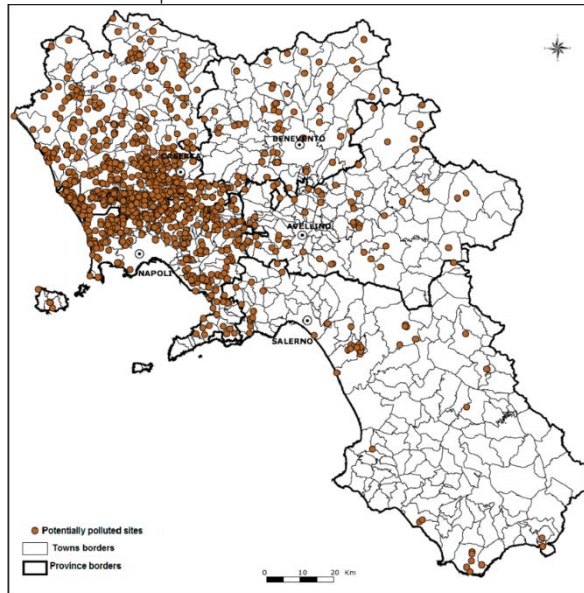 BENEVENTO
CASERTA
AVELLINO
NAPOLI
SALERNO
Potentially polluted sites
Towns borders
Province borders
0 10 20 Km